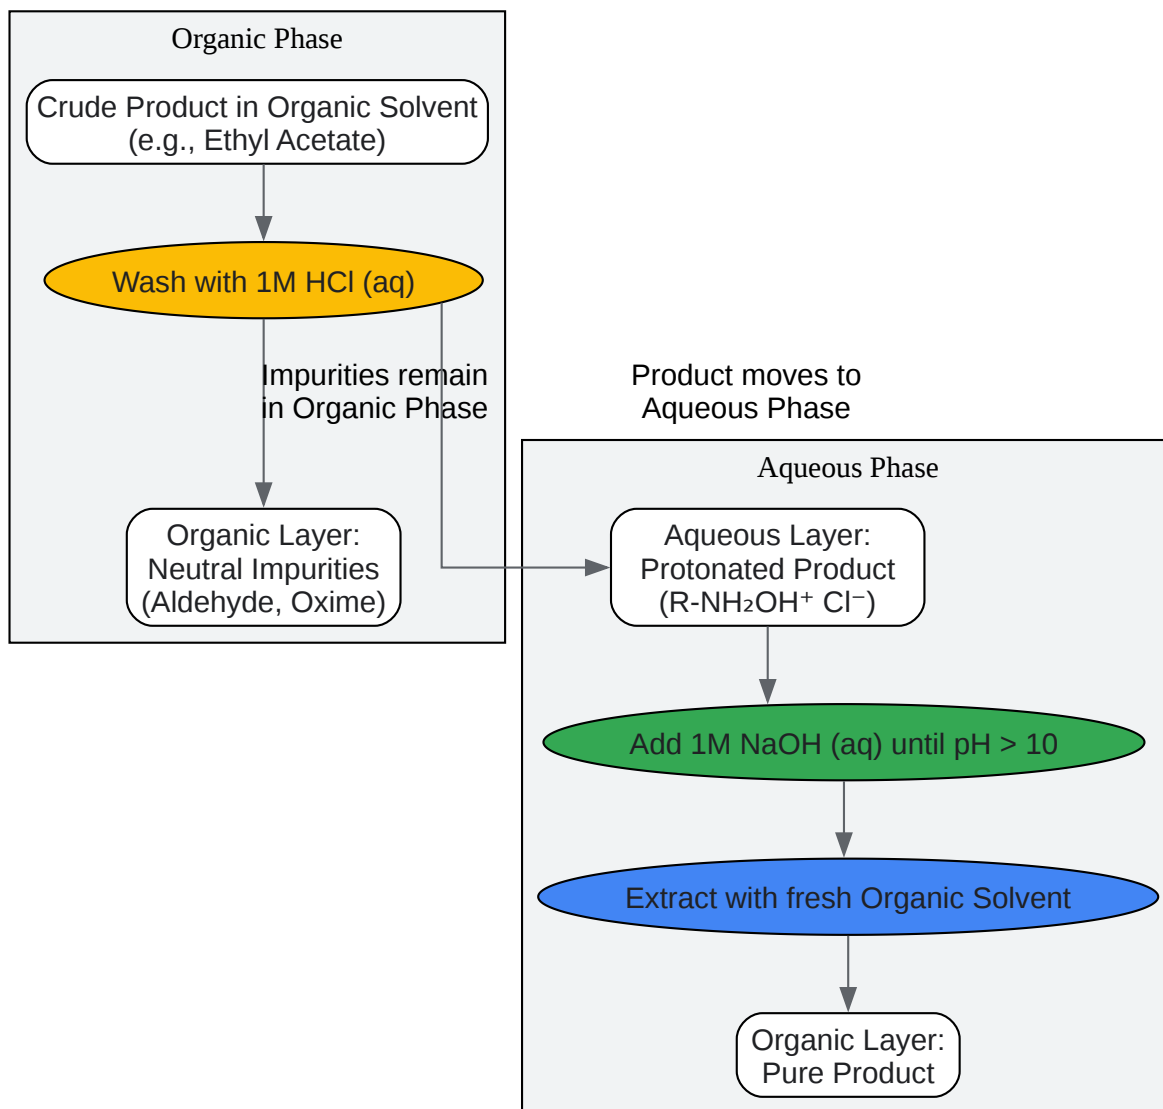 Organic Phase
Crude Product in Organic Solvent
(e.g., Ethyl Acetate)
Wash with 1M HCl (aq)
Impurities remain
in Organic Phase
Product moves to
Aqueous Phase
Organic Layer:
Neutral Impurities
(Aldehyde, Oxime)
Aqueous Phase
Aqueous Layer:
Protonated Product
(R-NH₂OH⁺ Cl⁻)
Add 1M NaOH (aq) until pH > 10
Extract with fresh Organic Solvent
Organic Layer:
Pure Product